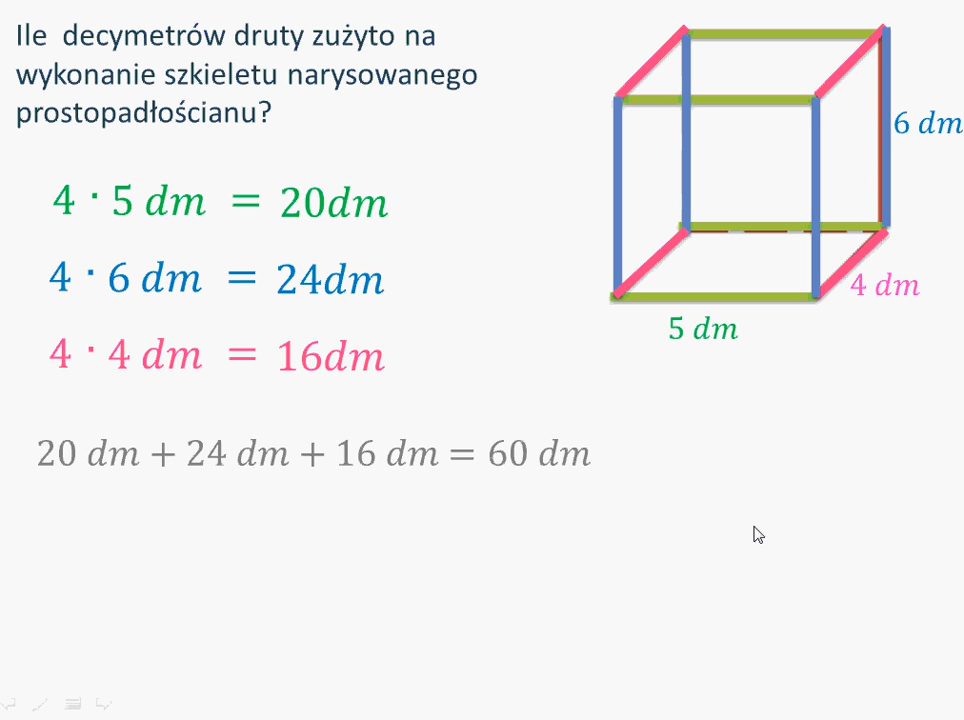 Ile decymetrów druty zużyto na
wykonanie szkieletu narysowanego
prostopadłościanu?
6 dm
4 · 5 dm = 20dm
4 · 6 dm = 24dm
4 dm
5 dm
4 · 4 dm = 16dm
20 dm + 24 dm + 16 dm = 60 dm